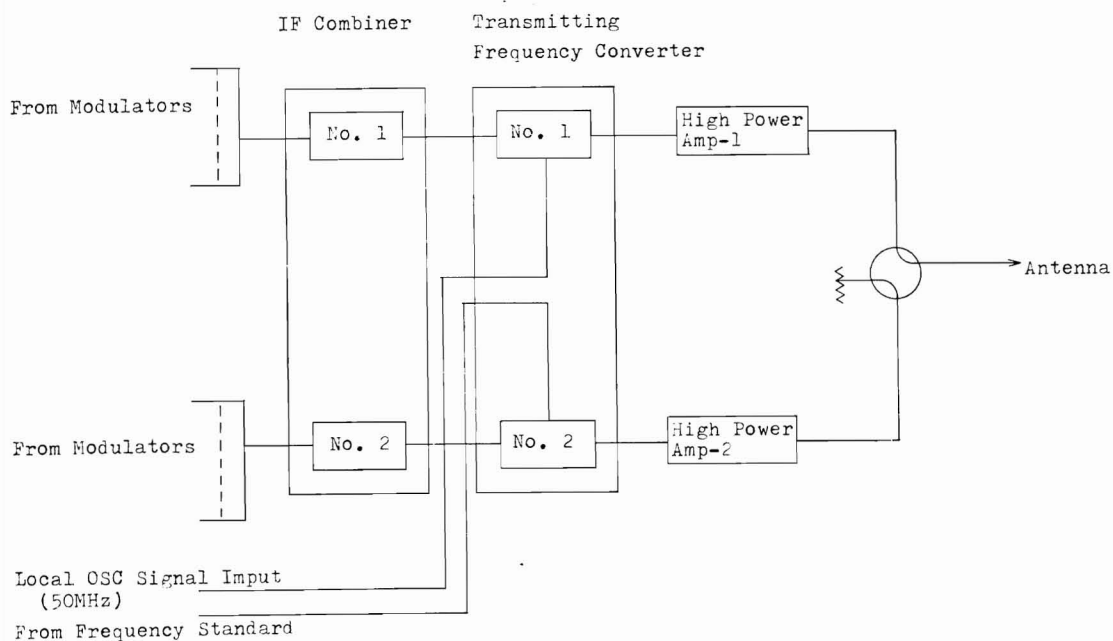 IF Combiner
Transmitting
Frequency Converter
From Modulators
No. 1
No. 1
High Power
Amp-1
Antenna
From Modulators
No. 2
No. 2
High Power
Amp-2
Local OSC Signal Imput
(50MHz)
From Frequency Standard